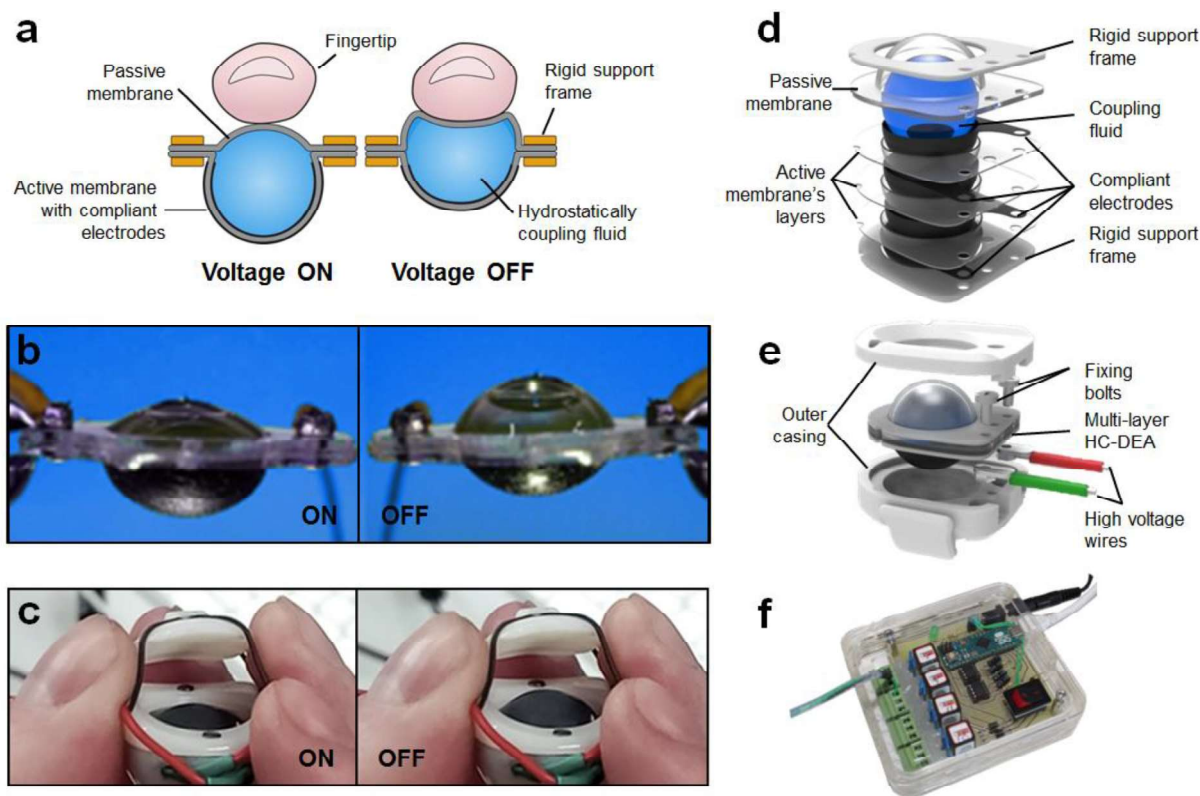 a
Fingertip
Passive
membrane
Rigid support
frame
Active membrane
with compliant
electrodes
Hydrostatically
coupling fluid
Voltage ON
Voltage OFF
b
ON
OFF
c
ON
OFF
d
Rigid support
frame
Passive
membrane
Coupling
fluid
Active
membrane's
layers
Compliant
electrodes
Rigid support
frame
e
Fixing
bolts
Outer
casing
Multi-layer
HC-DEA
High voltage
wires
f